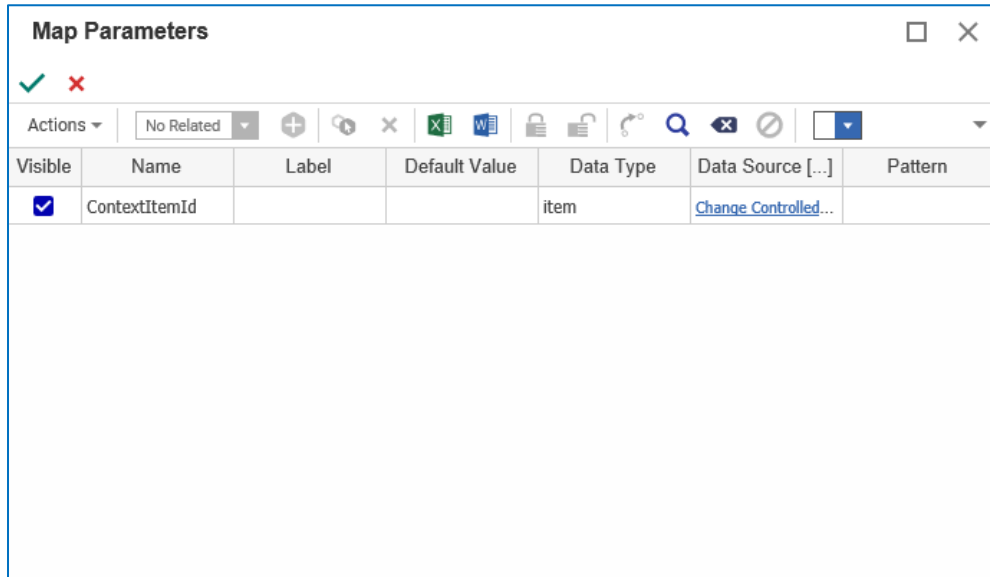 Map Parameters
Actions No Related
Visible Name Label Default Value Data Type Data Source [...] Pattern
ContextItemId item Change Controlled...